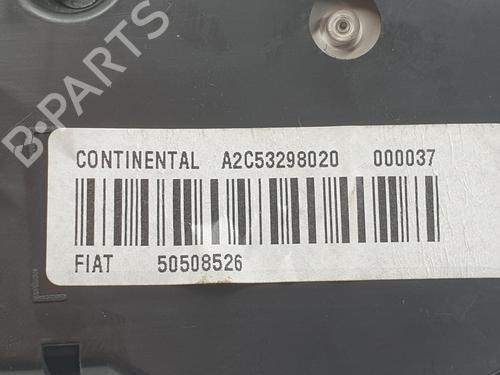 B-PARTS
CONTINENTAL A2C53298020 000037
FIAT 50508526